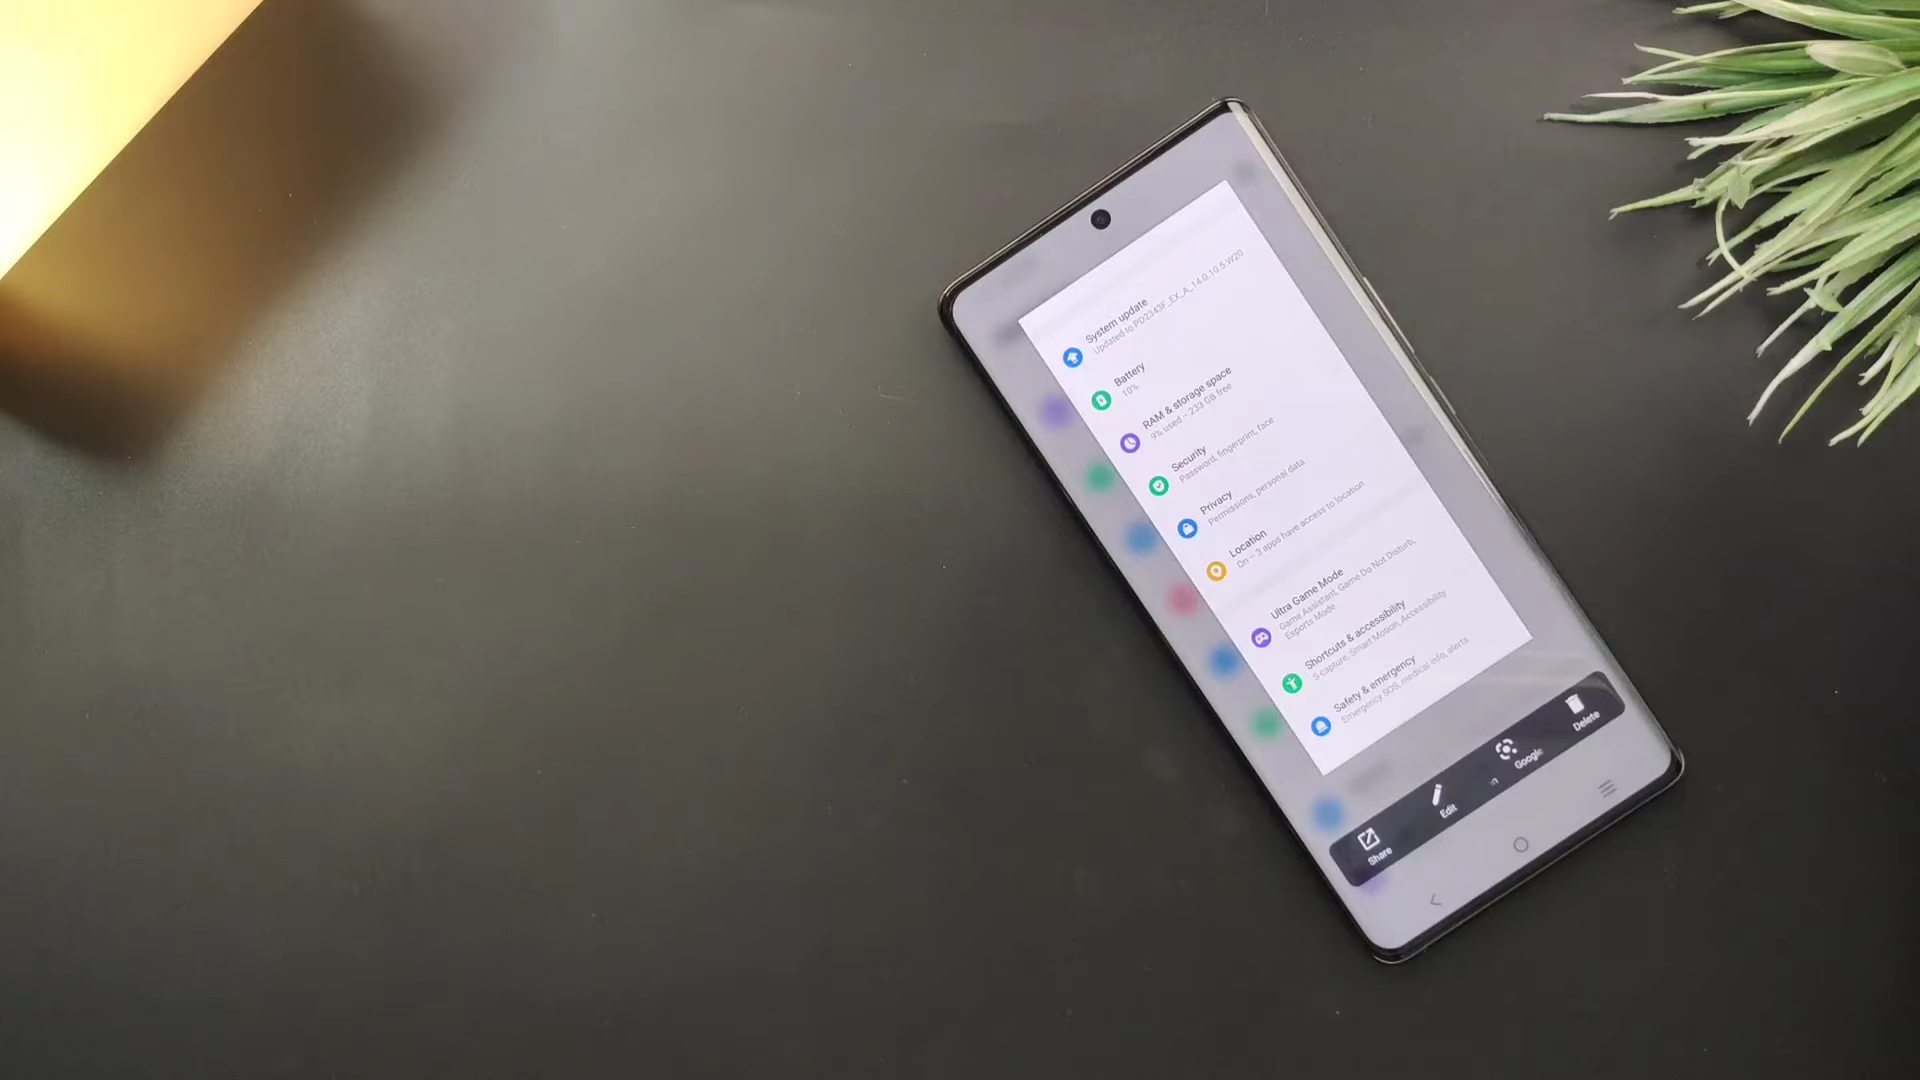 System update
Updated to PD2343F_EX_A_14.0.10.5.W20
Battery
10%
RAM & storage space
9% used – 233 GB free
Security
Password, fingerprint, face
Privacy
Permissions, personal data
Location
On – 3 apps have access to location
Ultra Game Mode
Game Assistant, Game Do Not Disturb,
Esports Mode
Shortcuts & accessibility
S-capture, Smart Motion, Accessibility
Safety & emergency
Emergency SOS, medical info, alerts
Share
Edit
Google
Delete